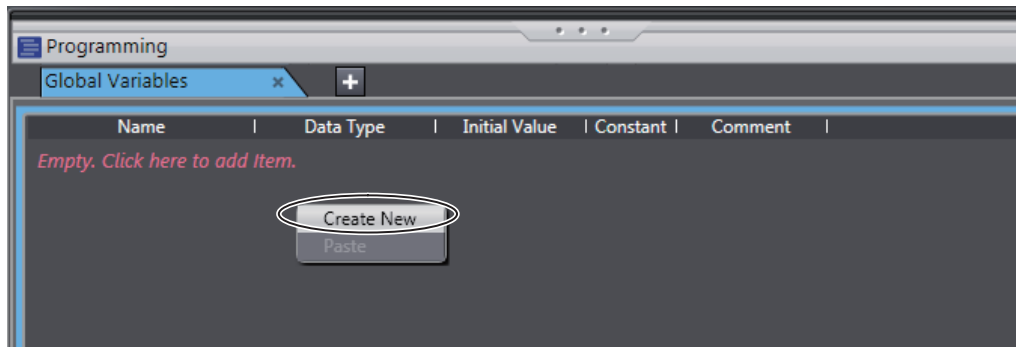 Programming
Global Variables
Name Data Type Initial Value Constant Comment
Empty. Click here to add Item.
Create New
Paste